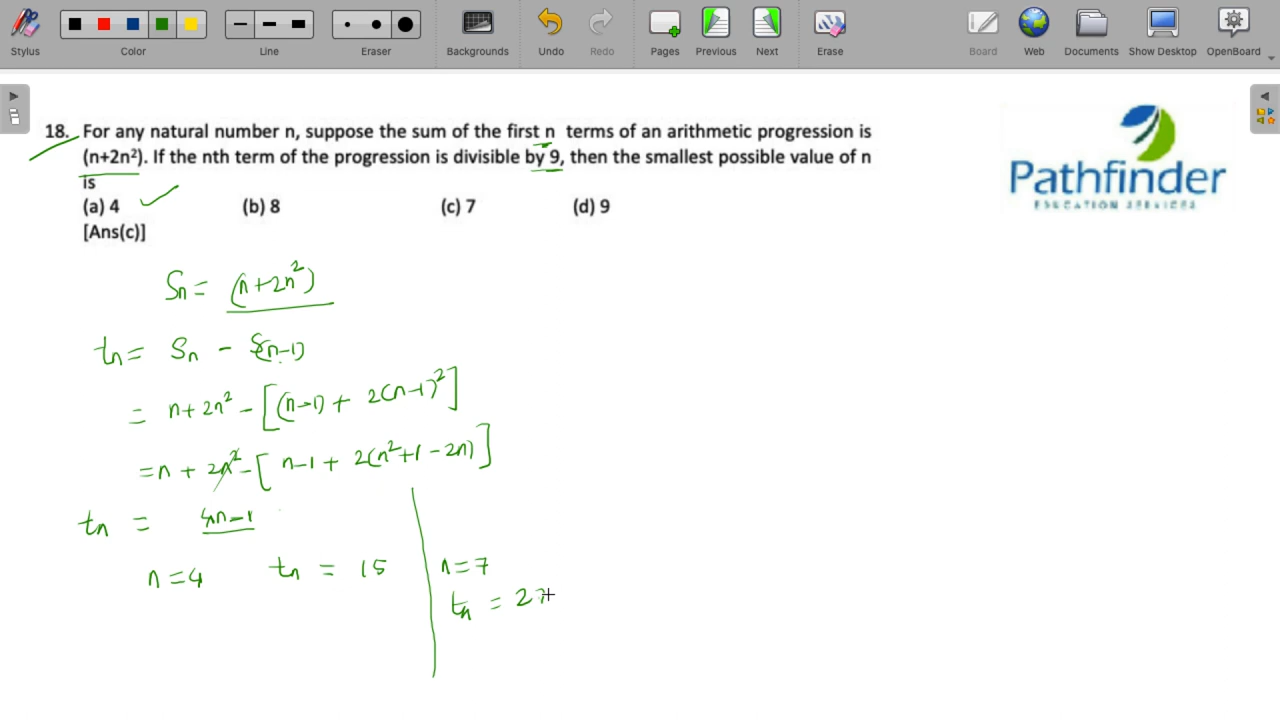 Stylus Color Line Eraser Backgrounds Undo Redo Pages Previous Next Erase Board Web Documents Show Desktop OpenBoard
18. For any natural number n, suppose the sum of the first n terms of an arithmetic progression is
(n+2n²). If the nth term of the progression is divisible by 9, then the smallest possible value of n
is
(a) 4 (b) 8 (c) 7 (d) 9
[Ans(c)]
Pathfinder
EDUCATION SERVICES
Sn = (n+2n²)
tn = Sn - S(n-1)
= n+2n² - [(n-1) + 2(n-1)²]
= n + 2n² - [n-1 + 2(n²+1-2n)]
tn = 4n-1
n=4 tn = 15
n=7
tn = 27